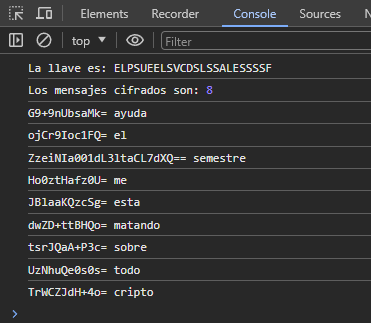 Elements Recorder Console Sources
top Filter
La llave es: ELPSUEELSVCDSLSSALESSSSF
Los mensajes cifrados son: 8
G9+9nUbsaMk= ayuda
ojCr9Ioc1FQ= el
ZzeiNIa001dL3ltaCL7dXQ== semestre
Ho0ztHafz0U= me
JBlaaKQzcSg= esta
dwZD+ttBHQo= matando
tsrJQaA+P3c= sobre
UzNhuQe0s0s= todo
TrWCZJdH+4o= cripto